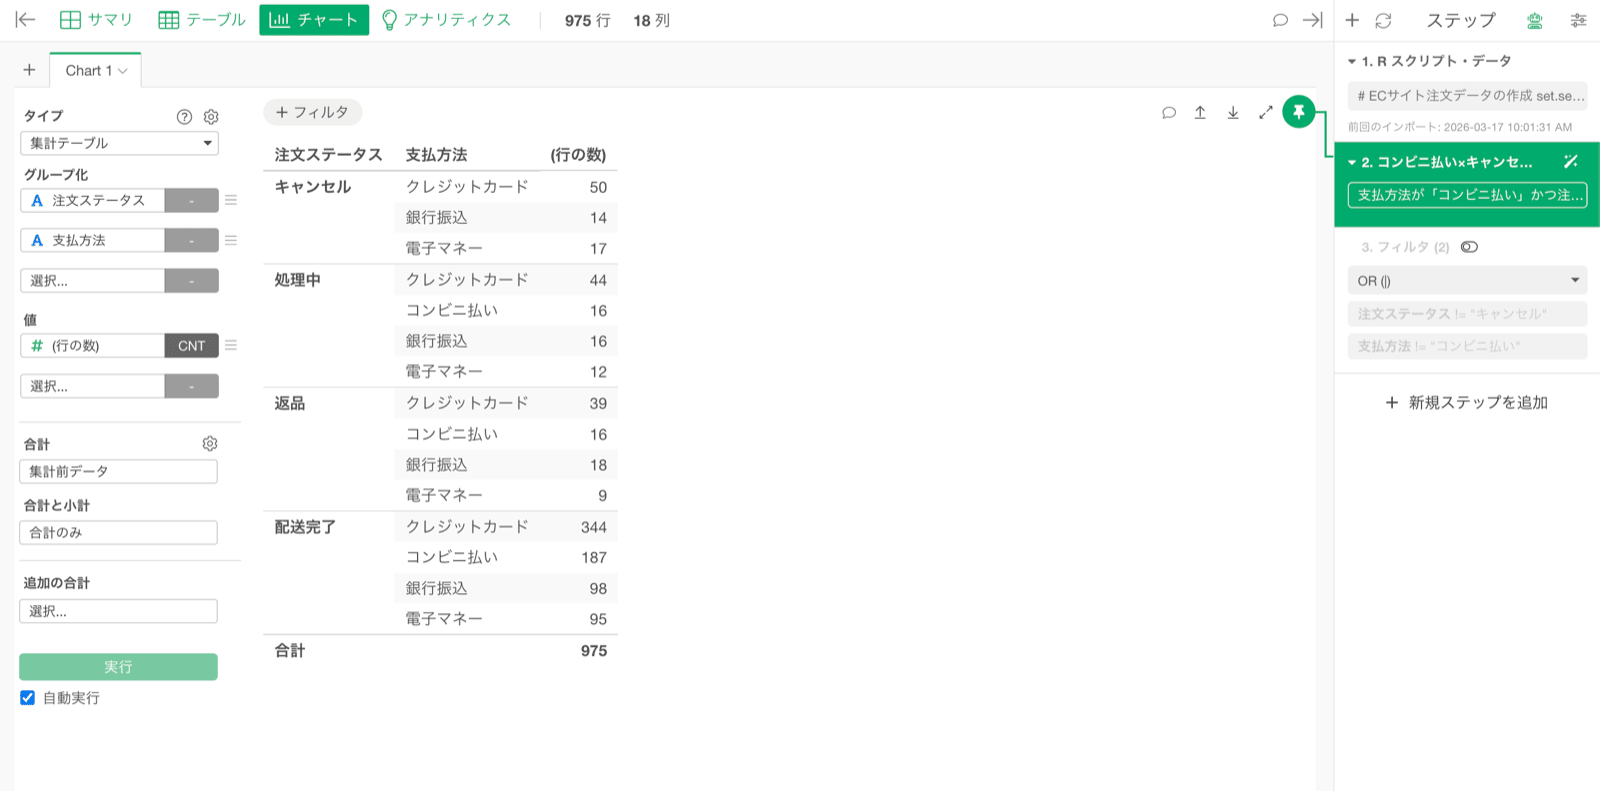 サマリ テーブル チャート アナリティクス 975 行 18 列
ステップ
Chart 1
タイプ
集計テーブル
グループ化
注文ステータス -
支払方法 -
選択... -
値
(行の数) CNT
選択... -
合計
集計前データ
合計と小計
合計のみ
追加の合計
選択...
実行
自動実行
フィルタ
注文ステータス 支払方法 (行の数)
キャンセル クレジットカード 50
銀行振込 14
電子マネー 17
処理中 クレジットカード 44
コンビニ払い 16
銀行振込 16
電子マネー 12
返品 クレジットカード 39
コンビニ払い 16
銀行振込 18
電子マネー 9
配送完了 クレジットカード 344
コンビニ払い 187
銀行振込 98
電子マネー 95
合計 975
1. R スクリプト・データ
# ECサイト注文データの作成 set.se...
前回のインポート: 2026-03-17 10:01:31 AM
2. コンビニ払い×キャンセ...
支払方法が「コンビニ払い」かつ注...
3. フィルタ (2)
OR (|)
注文ステータス != "キャンセル"
支払方法 != "コンビニ払い"
+ 新規ステップを追加